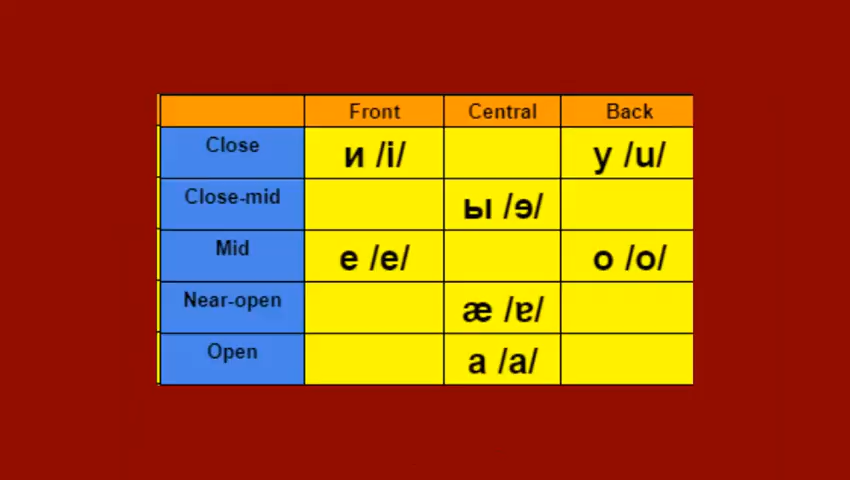 Front Central Back
Close и /i/ у /u/
Close-mid ы /ɘ/
Mid е /e/ о /o/
Near-open æ /ɐ/
Open а /a/